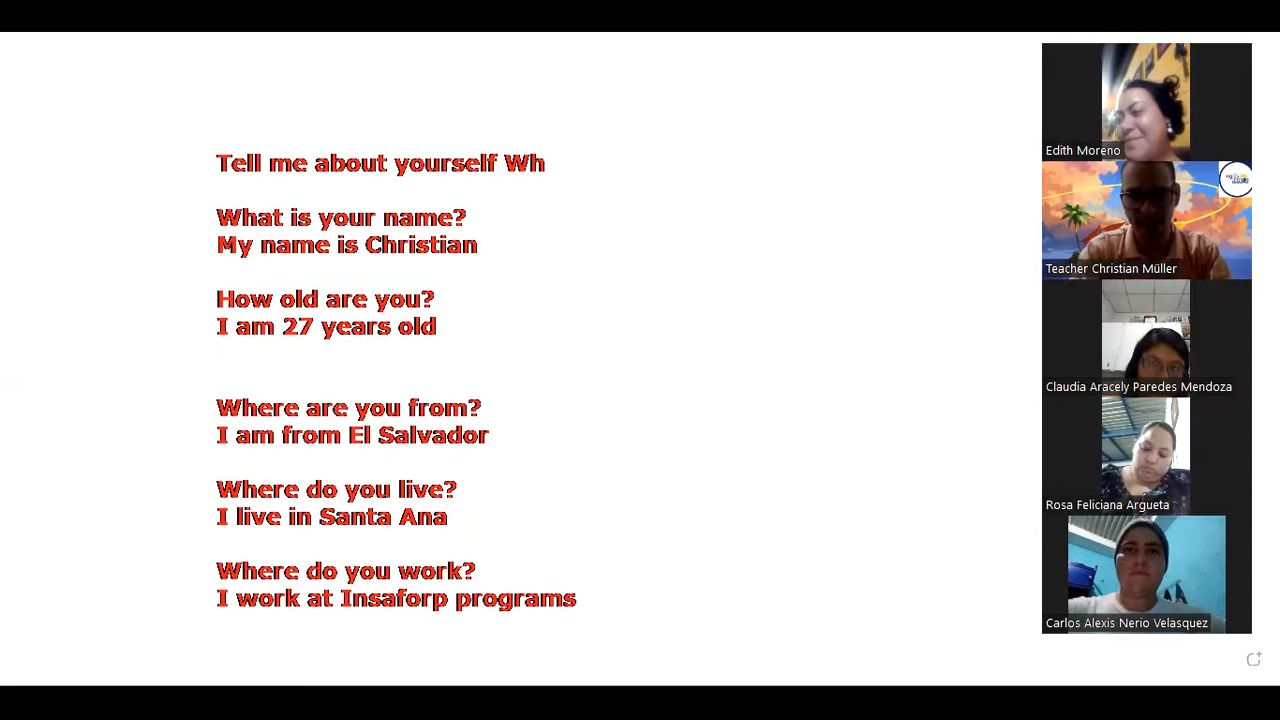 Tell me about yourself Wh
What is your name?
My name is Christian
How old are you?
I am 27 years old
Where are you from?
I am from El Salvador
Where do you live?
I live in Santa Ana
Where do you work?
I work at Insaforp programs
Edith Moreno
Teacher Christian Müller
Claudia Aracely Paredes Mendoza
Rosa Feliciana Argueta
Carlos Alexis Nerio Velasquez